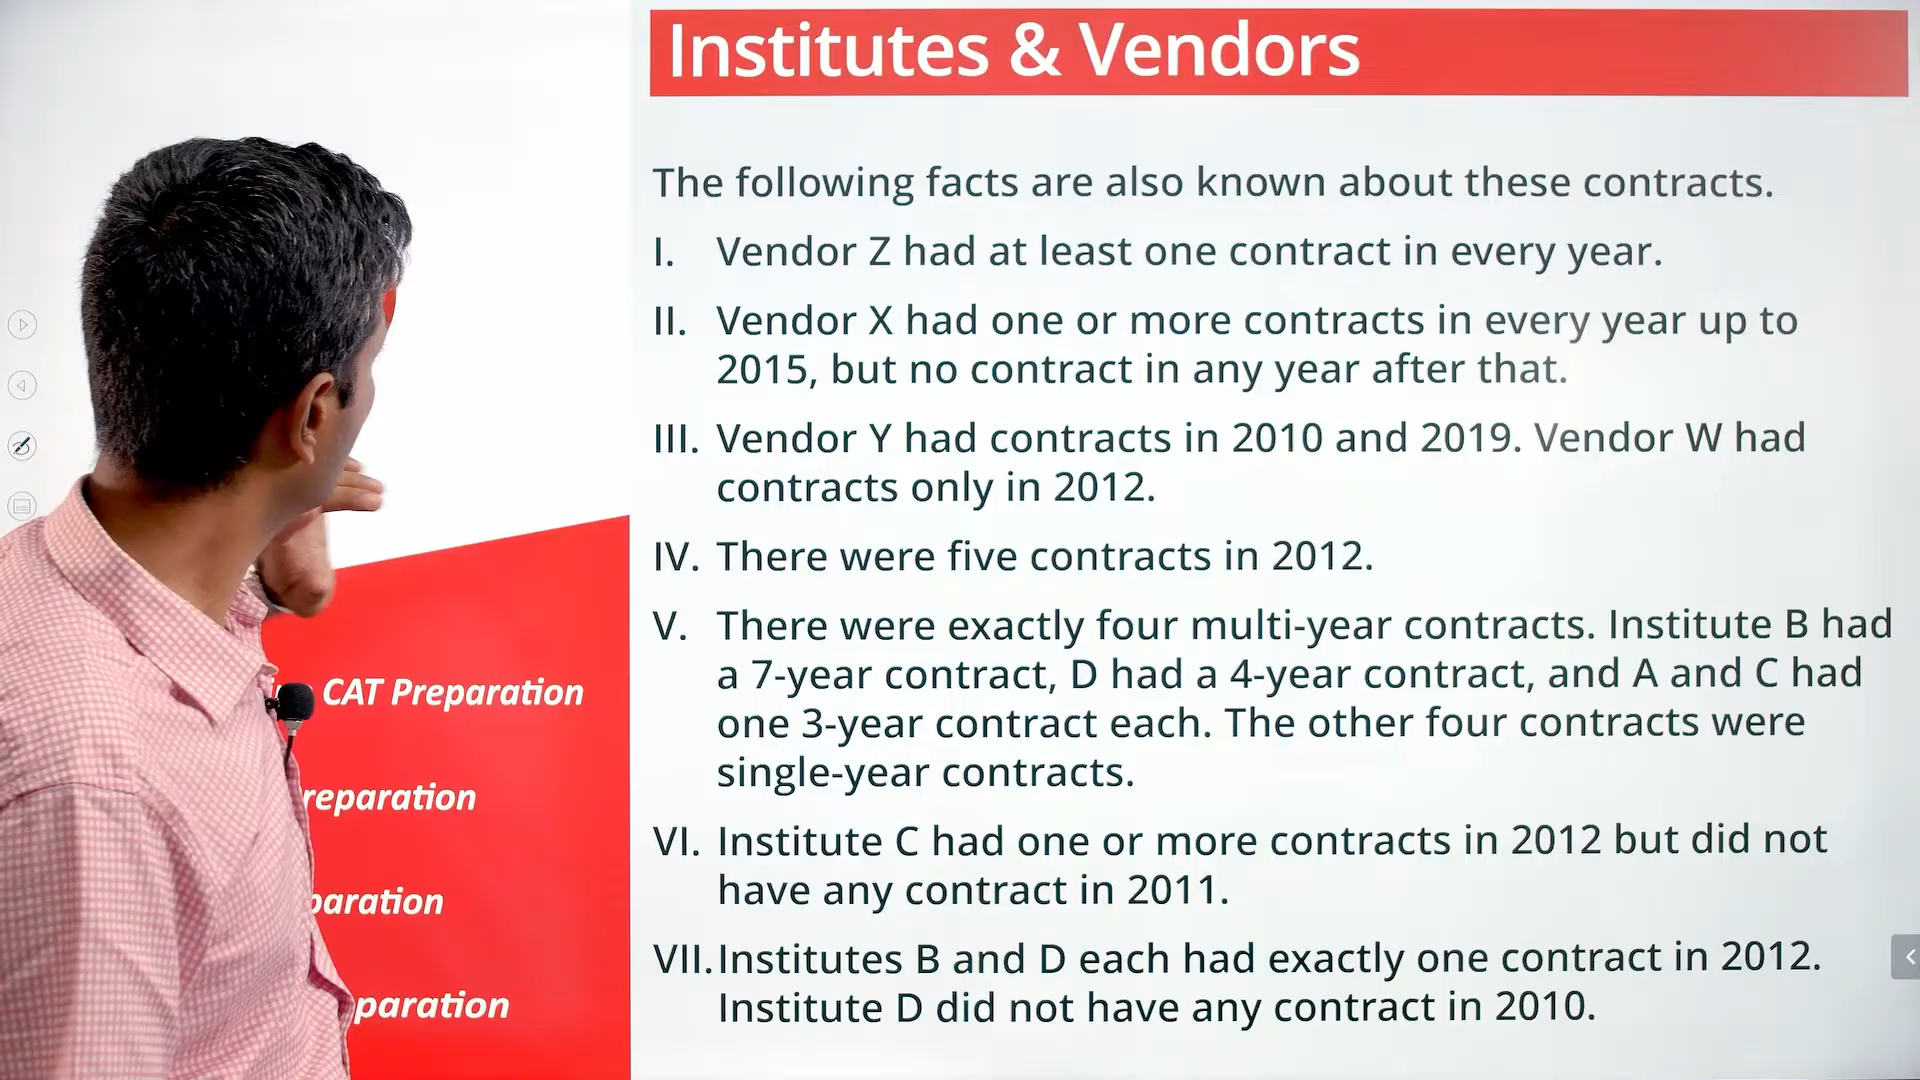 Institutes & Vendors
The following facts are also known about these contracts.
I. Vendor Z had at least one contract in every year.
II. Vendor X had one or more contracts in every year up to
2015, but no contract in any year after that.
III. Vendor Y had contracts in 2010 and 2019. Vendor W had
contracts only in 2012.
IV. There were five contracts in 2012.
V. There were exactly four multi-year contracts. Institute B had
a 7-year contract, D had a 4-year contract, and A and C had
one 3-year contract each. The other four contracts were
single-year contracts.
VI. Institute C had one or more contracts in 2012 but did not
have any contract in 2011.
VII. Institutes B and D each had exactly one contract in 2012.
Institute D did not have any contract in 2010.
CAT Preparation
reparation
paration
paration